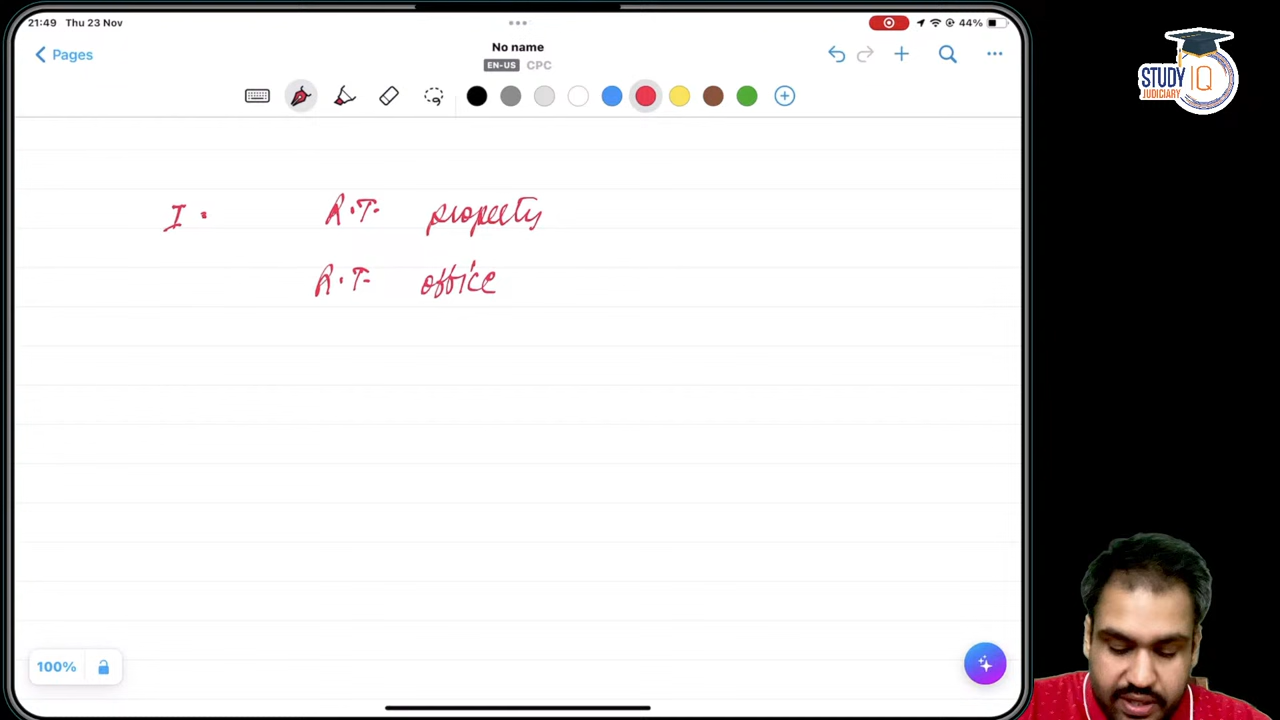 21:49 Thu 23 Nov
44%
Pages
No name
EN-US CPC
STUDY IQ
JUDICIARY
I. R.T. property
R.T. office
100%